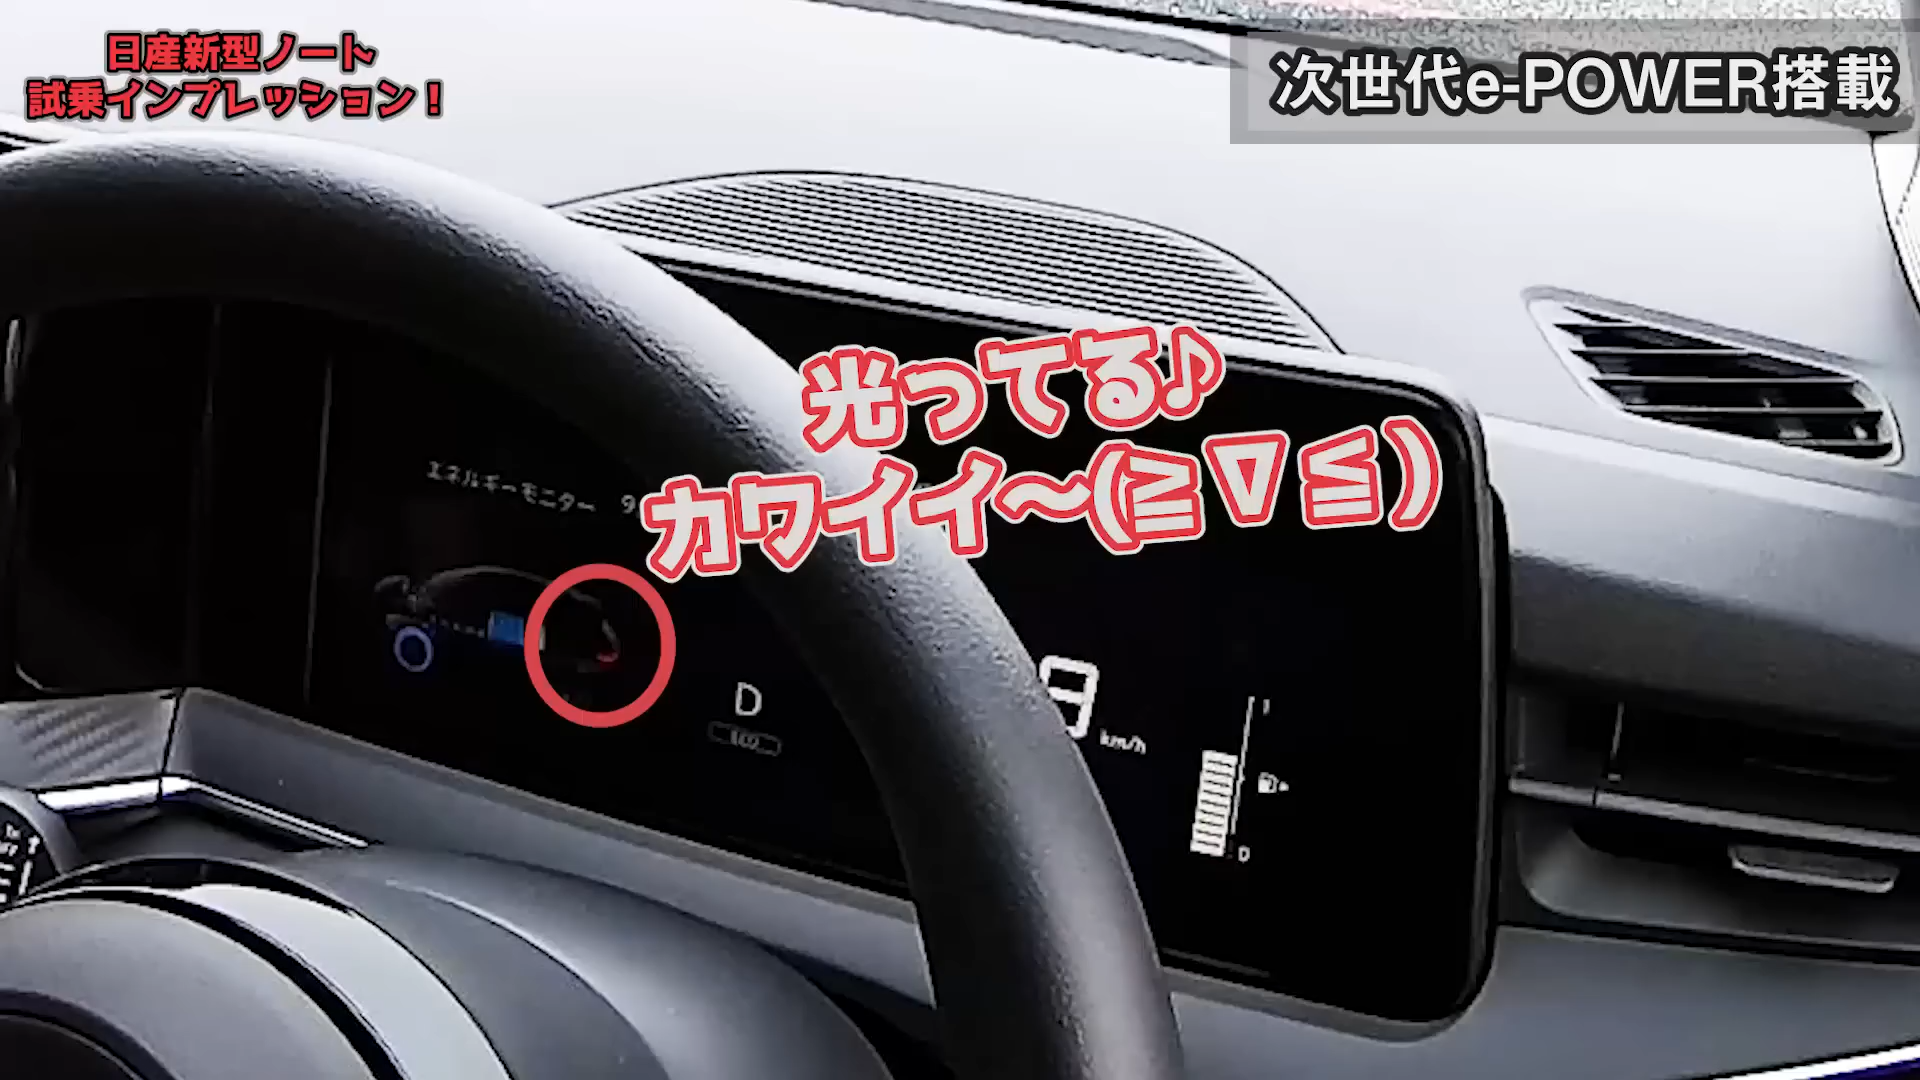 日産新型ノート
試乗インプレッション！
次世代e-POWER搭載
光ってる♪
カワイイ〜(≧∇≦)
エネルギーモニター
D
ECO
km/h